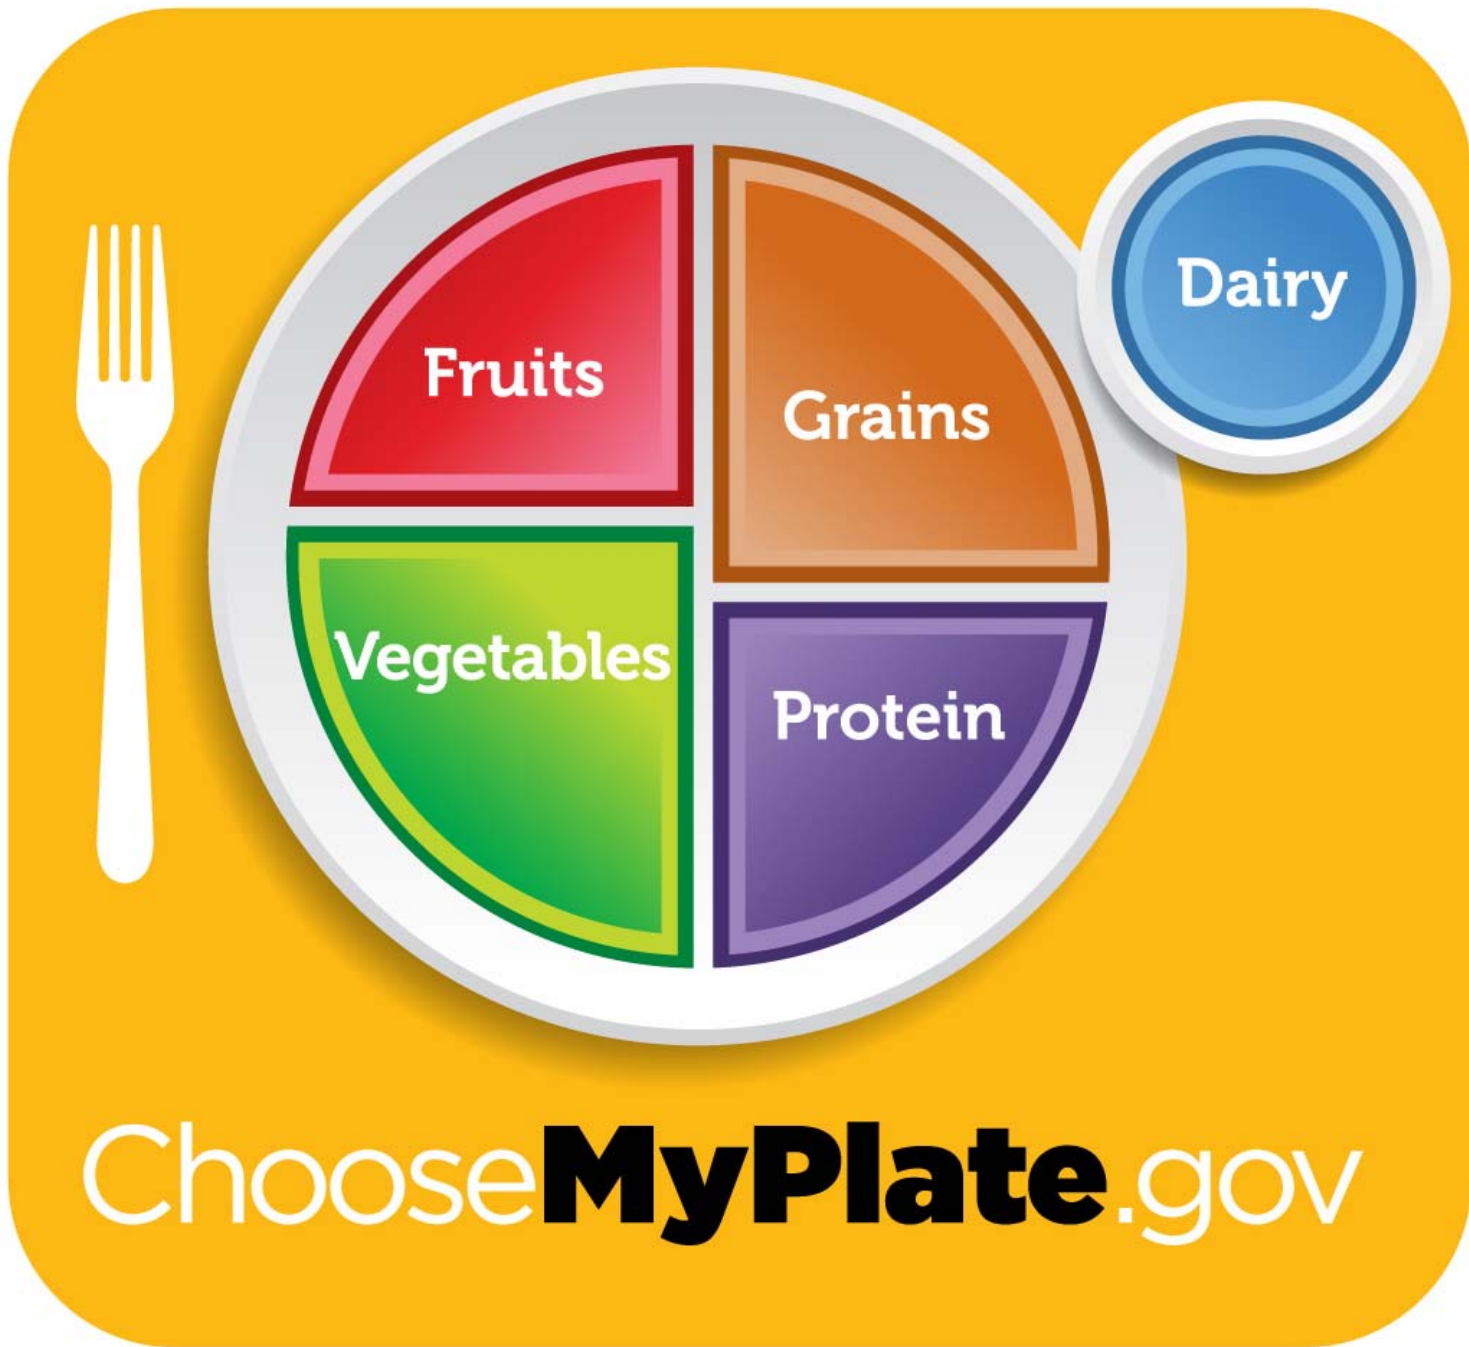 Dairy
Fruits
Grains
Vegetables
Protein
ChooseMyPlate.gov